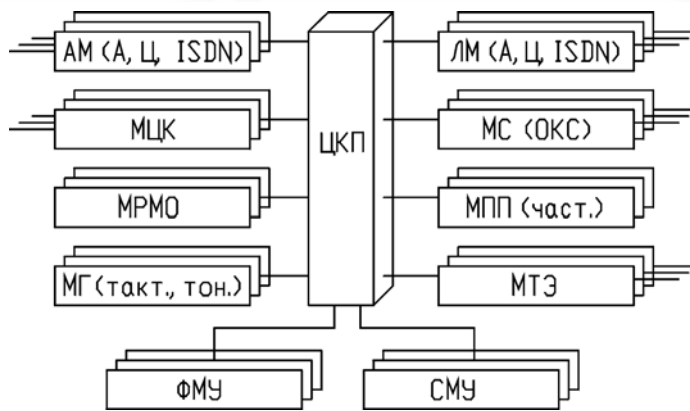 АМ (А, Ц, ISDN)
ЛМ (А, Ц, ISDN)
МЦК
ЦКП
МС (ОКС)
МРМО
МПП (част.)
МГ (такт., тон.)
МТЭ
ФМУ
СМУ